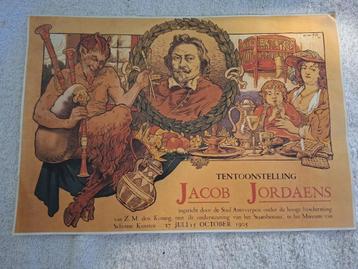 TENTOONSTELLING
JACOB JORDAENS
ingericht door de Stad Antwerpen onder de hooge bescherming
van Z. M. den Koning, met de ondersteuning van het Staatsbestuur, in het Museum van
Schoone Kunsten 27 JULI 15 OCTOBER 1905